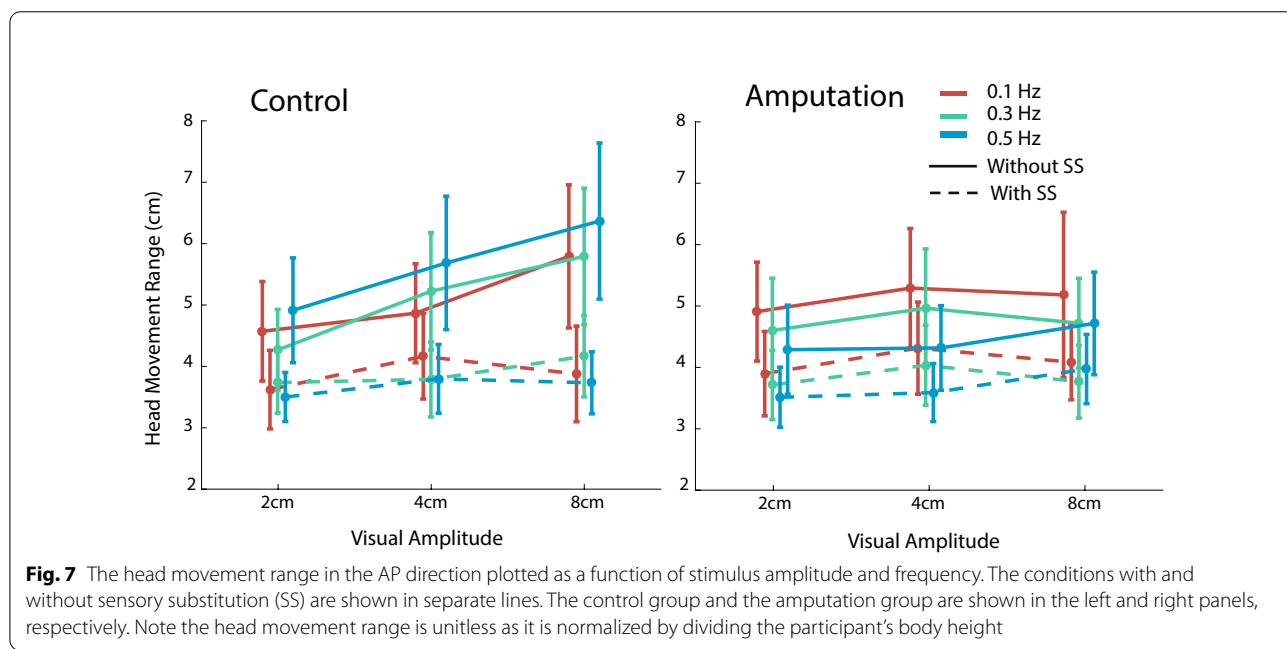 Control
Amputation
0.1 Hz
0.3 Hz
0.5 Hz
Without SS
With SS
Head Movement Range (cm)
8
7
6
5
4
3
2
2cm
4cm
8cm
Visual Amplitude
8
7
6
5
4
3
2
2cm
4cm
8cm
Visual Amplitude
Fig. 7 The head movement range in the AP direction plotted as a function of stimulus amplitude and frequency. The conditions with and
without sensory substitution (SS) are shown in separate lines. The control group and the amputation group are shown in the left and right panels,
respectively. Note the head movement range is unitless as it is normalized by dividing the participant's body height